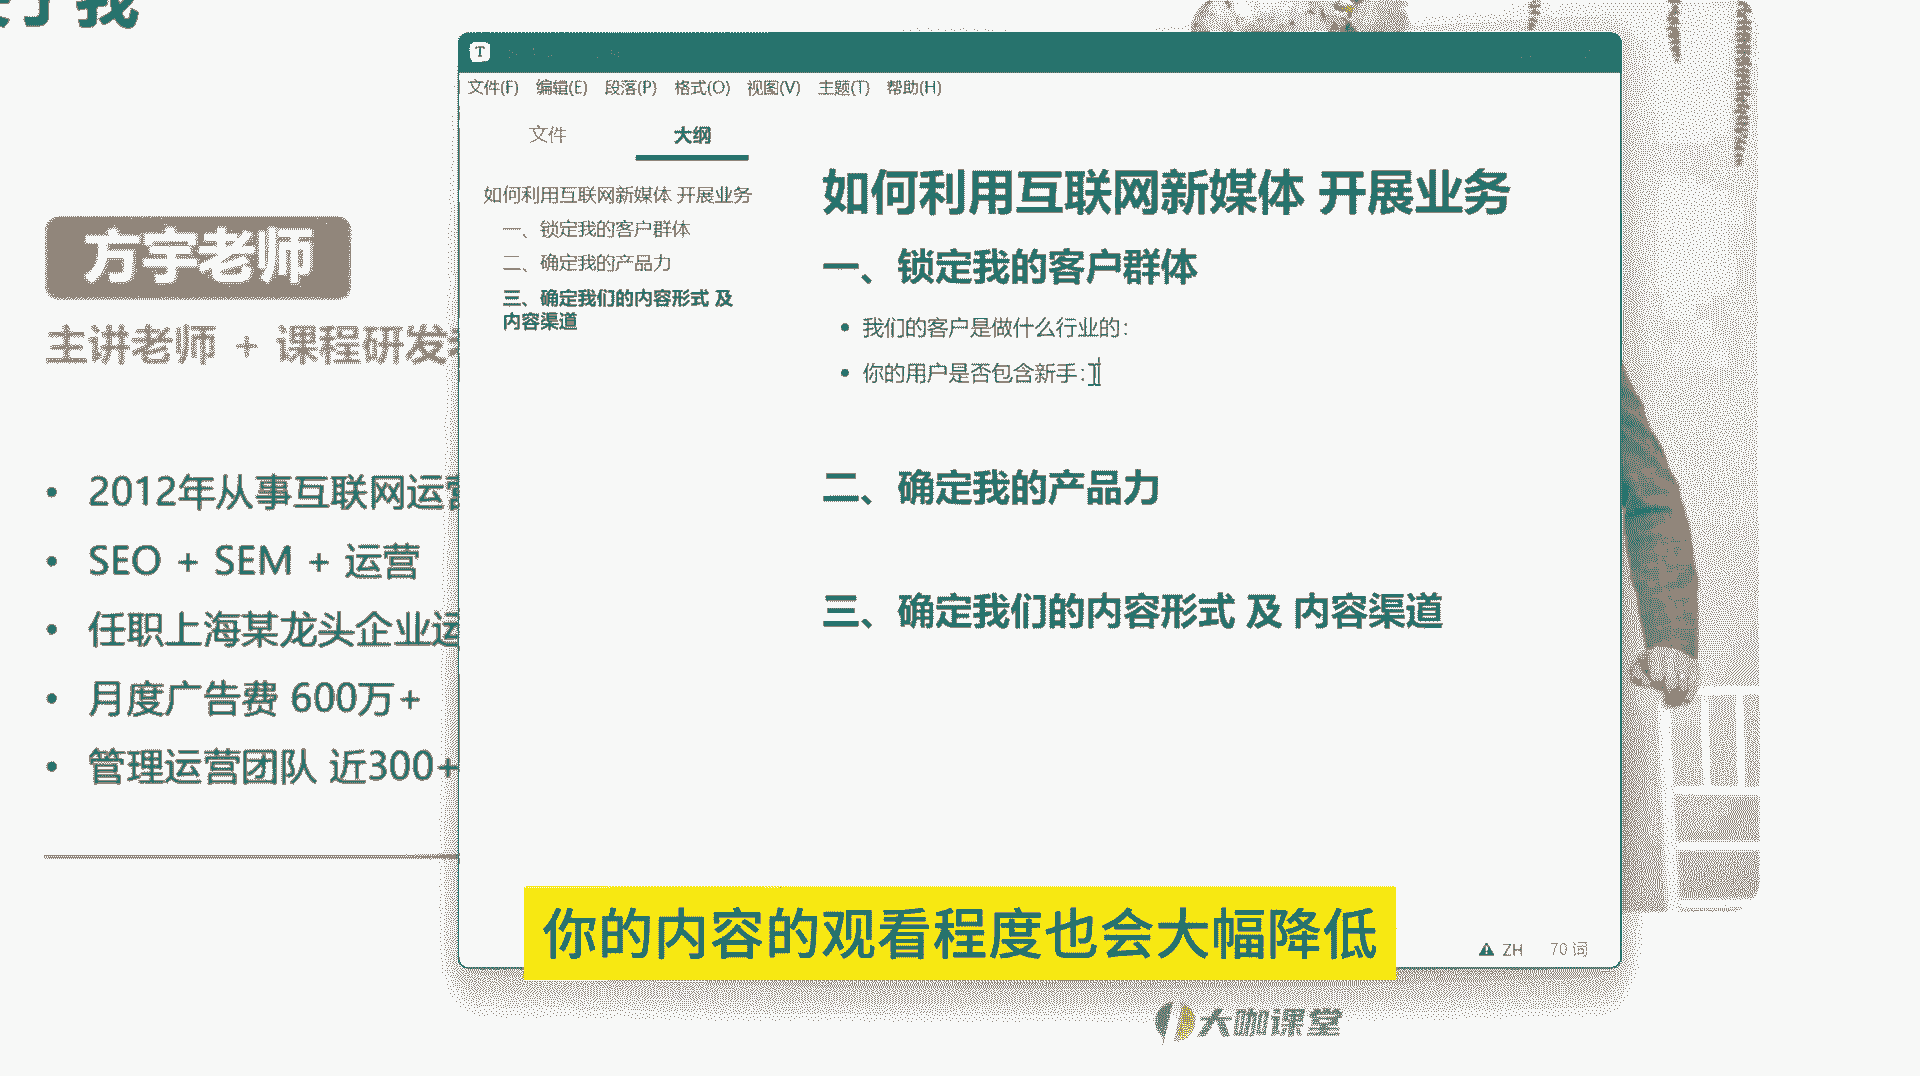 我
方宇老师
主讲老师 + 课程研发
2012年从事互联网运营
SEO + SEM + 运营
任职上海某龙头企业运
月度广告费 600万+
管理运营团队 近300+
T
文件(F) 编辑(E) 段落(P) 格式(O) 视图(V) 主题(T) 帮助(H)
文件 大纲
如何利用互联网新媒体 开展业务
一、锁定我的客户群体
二、确定我的产品力
三、确定我们的内容形式 及
内容渠道
如何利用互联网新媒体 开展业务
一、锁定我的客户群体
我们的客户是做什么行业的:
你的用户是否包含新手:
二、确定我的产品力
三、确定我们的内容形式 及 内容渠道
你的内容的观看程度也会大幅降低
ZH 70 词
大咖课堂